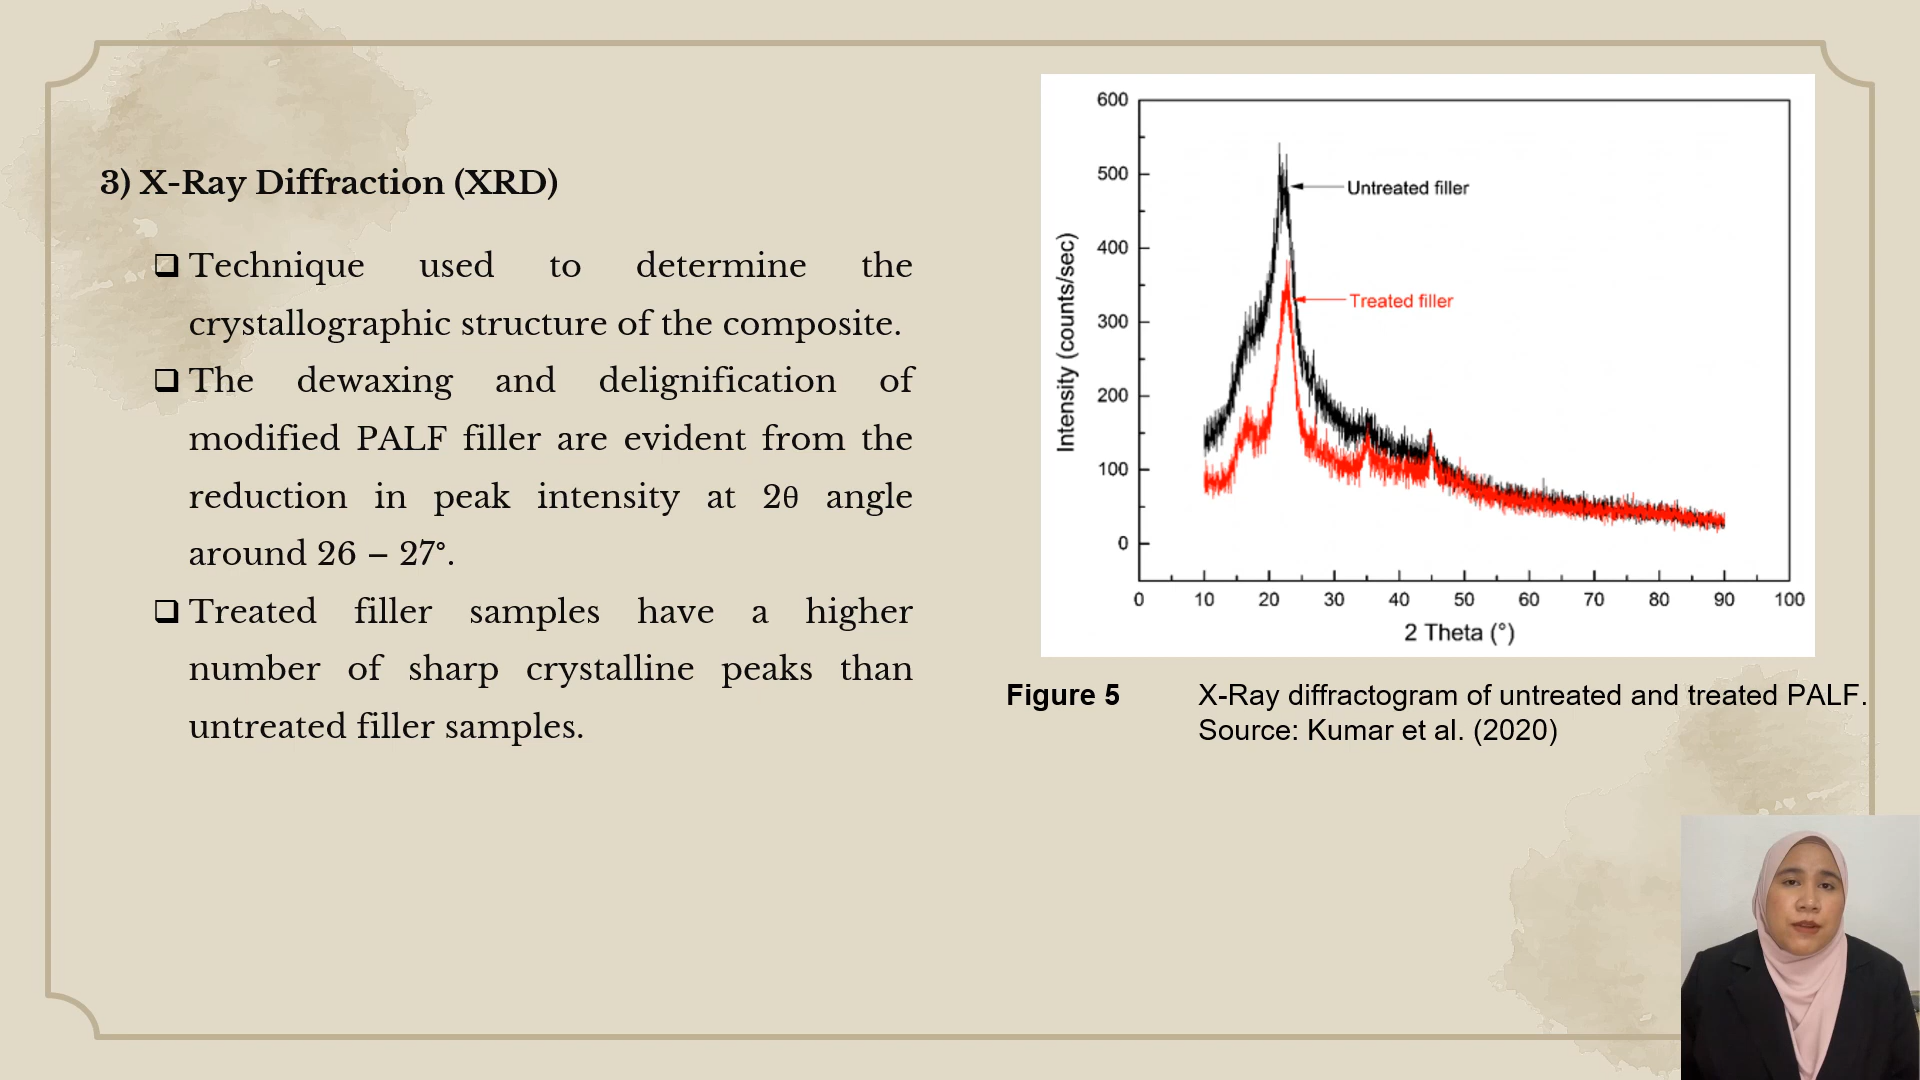 3) X-Ray Diffraction (XRD)
Technique used to determine the
crystallographic structure of the composite.
The dewaxing and delignification of
modified PALF filler are evident from the
reduction in peak intensity at 2θ angle
around 26 – 27°.
Treated filler samples have a higher
number of sharp crystalline peaks than
untreated filler samples.
600
500
400
300
200
100
0
Intensity (counts/sec)
Untreated filler
Treated filler
0 10 20 30 40 50 60 70 80 90 100
2 Theta (°)
Figure 5 X-Ray diffractogram of untreated and treated PALF.
Source: Kumar et al. (2020)